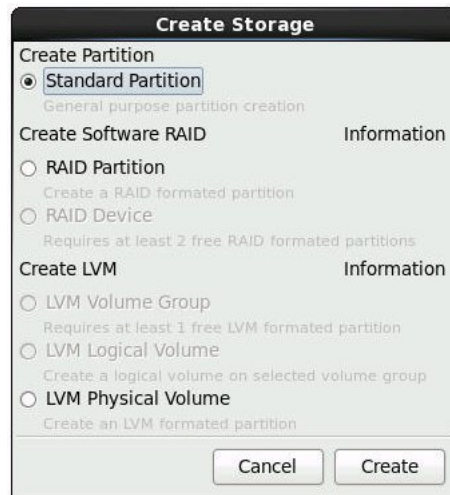 Create Storage
Create Partition
Standard Partition
General purpose partition creation
Create Software RAID Information
RAID Partition
Create a RAID formated partition
RAID Device
Requires at least 2 free RAID formated partitions
Create LVM Information
LVM Volume Group
Requires at least 1 free LVM formated partition
LVM Logical Volume
Create a logical volume on selected volume group
LVM Physical Volume
Create an LVM formated partition
Cancel Create